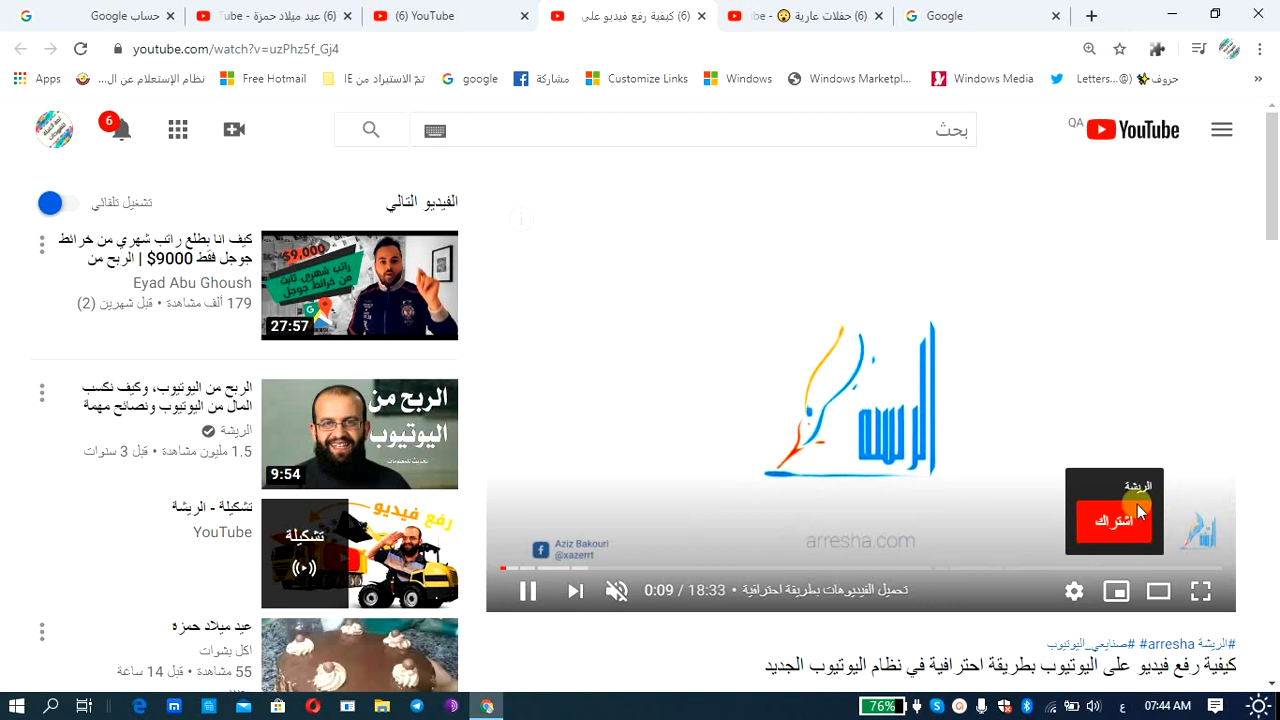 حساب Google
(6) عيد ميلاد حمزة - Tube
(6) YouTube
(6) كيفية رفع فيديو على
(6) حفلات عارية 😮 - be
Google
youtube.com/watch?v=uzPhz5f_Gj4
Apps
نظام الإستعلام عن ال...
Free Hotmail
تمّ الاستيراد من IE
google
مشاركة
Customize Links
Windows
Windows Marketpl...
Windows Media
حروف (@...Letters
»
6
بحث
YouTube QA
الفيديو التالي
تشغيل تلقائي
كيف انا بطلع راتب شهري من خرائط
جوجل فقط 9000$ | الربح من
Eyad Abu Ghoush
179 ألف مشاهدة • قبل شهرين (2)
$9,000
راتب شهري ثابت
من خرائط جوجل
27:57
الربح من اليوتيوب، وكيف نكسب
المال من اليوتيوب ونصائح مهمة
الريشة
1.5 مليون مشاهدة • قبل 3 سنوات
الربح من
اليوتيوب
9:54
تشكيلة - الريشة
YouTube
رفع فيديو
تشكيلة
عيد ميلاد حمزه
اكل بشوات
55 مشاهدة • قبل 14 ساعة
الريشة
الريشة
اشتراك
Aziz Bakouri
@xazerrt
arresha.com
0:09 / 18:33 • تحميل الفيديوهات بطريقة احترافية
#الريشة #arresha #صنايعي_اليوتيوب
كيفية رفع فيديو على اليوتيوب بطريقة احترافية في نظام اليوتيوب الجديد
76%
ع
07:44 AM